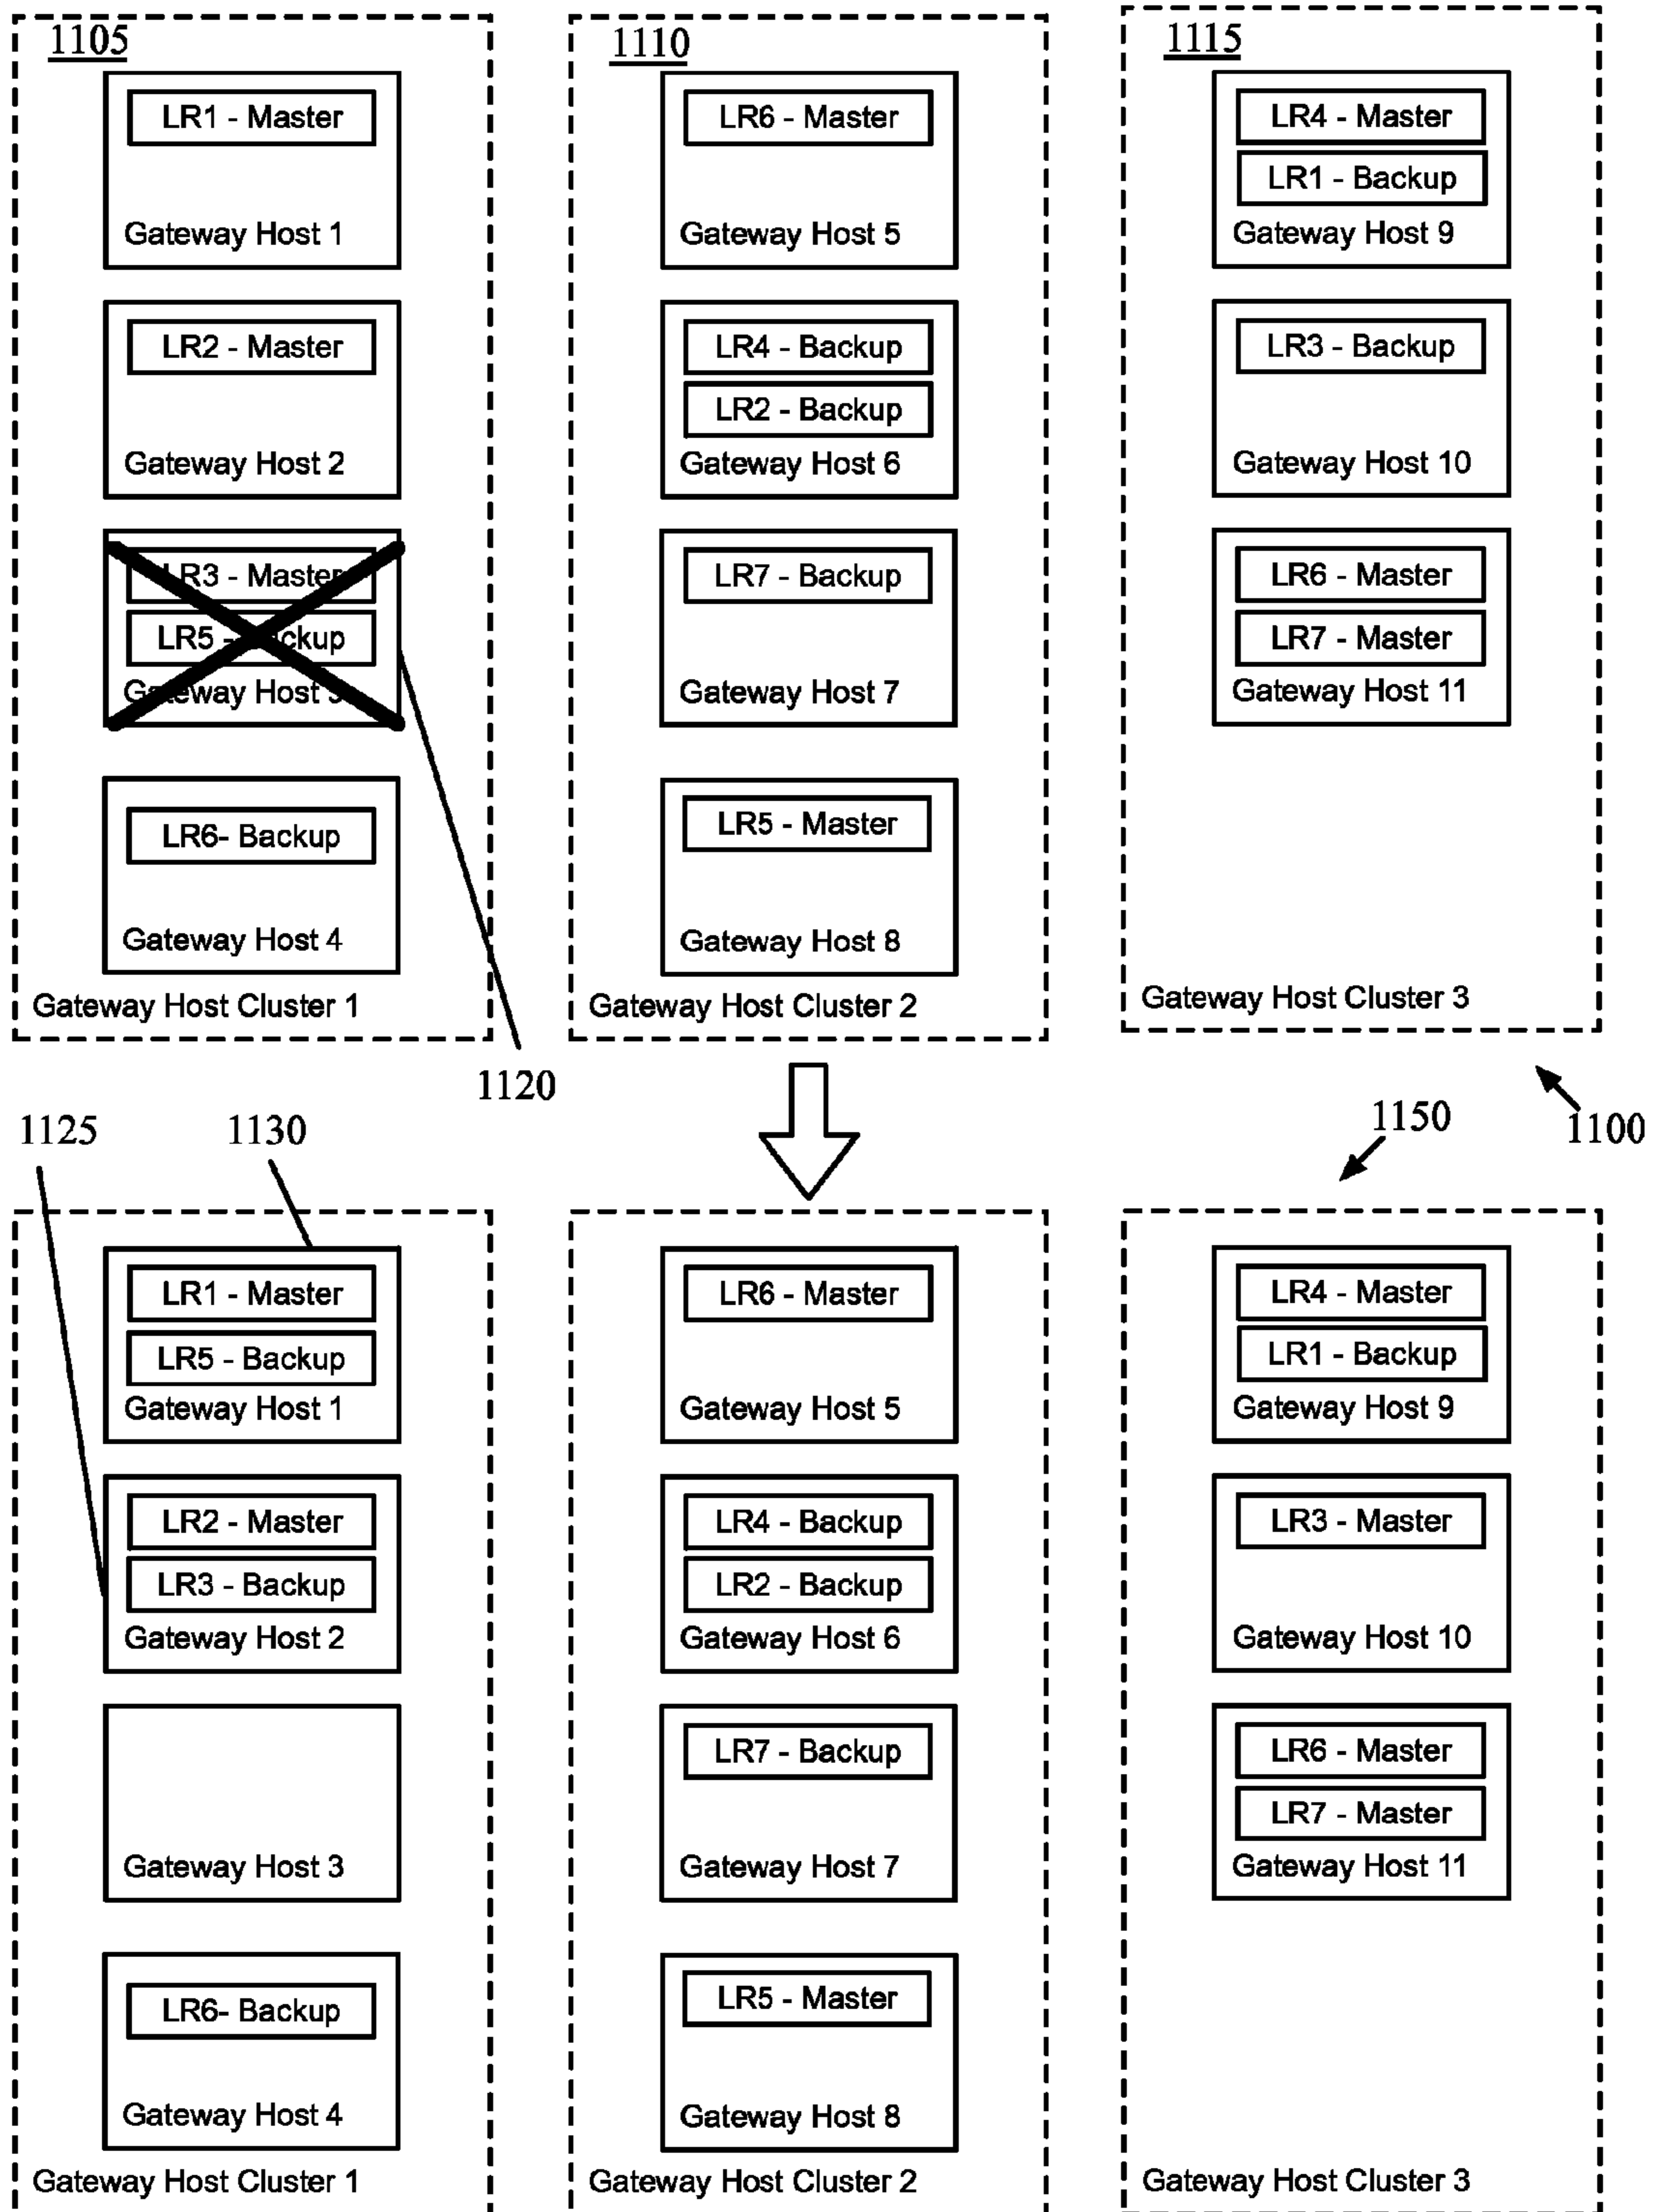 1105
LR1 - Master
Gateway Host 1
LR2 - Master
Gateway Host 2
LR3 - Master
LR5 - Backup
Gateway Host 3
LR6- Backup
Gateway Host 4
Gateway Host Cluster 1
1110
LR6 - Master
Gateway Host 5
LR4 - Backup
LR2 - Backup
Gateway Host 6
LR7 - Backup
Gateway Host 7
LR5 - Master
Gateway Host 8
Gateway Host Cluster 2
1115
LR4 - Master
LR1 - Backup
Gateway Host 9
LR3 - Backup
Gateway Host 10
LR6 - Master
LR7 - Master
Gateway Host 11
Gateway Host Cluster 3
1120
1100
1125
1130
1150
LR1 - Master
LR5 - Backup
Gateway Host 1
LR2 - Master
LR3 - Backup
Gateway Host 2
Gateway Host 3
LR6- Backup
Gateway Host 4
Gateway Host Cluster 1
LR6 - Master
Gateway Host 5
LR4 - Backup
LR2 - Backup
Gateway Host 6
LR7 - Backup
Gateway Host 7
LR5 - Master
Gateway Host 8
Gateway Host Cluster 2
LR4 - Master
LR1 - Backup
Gateway Host 9
LR3 - Master
Gateway Host 10
LR6 - Master
LR7 - Master
Gateway Host 11
Gateway Host Cluster 3